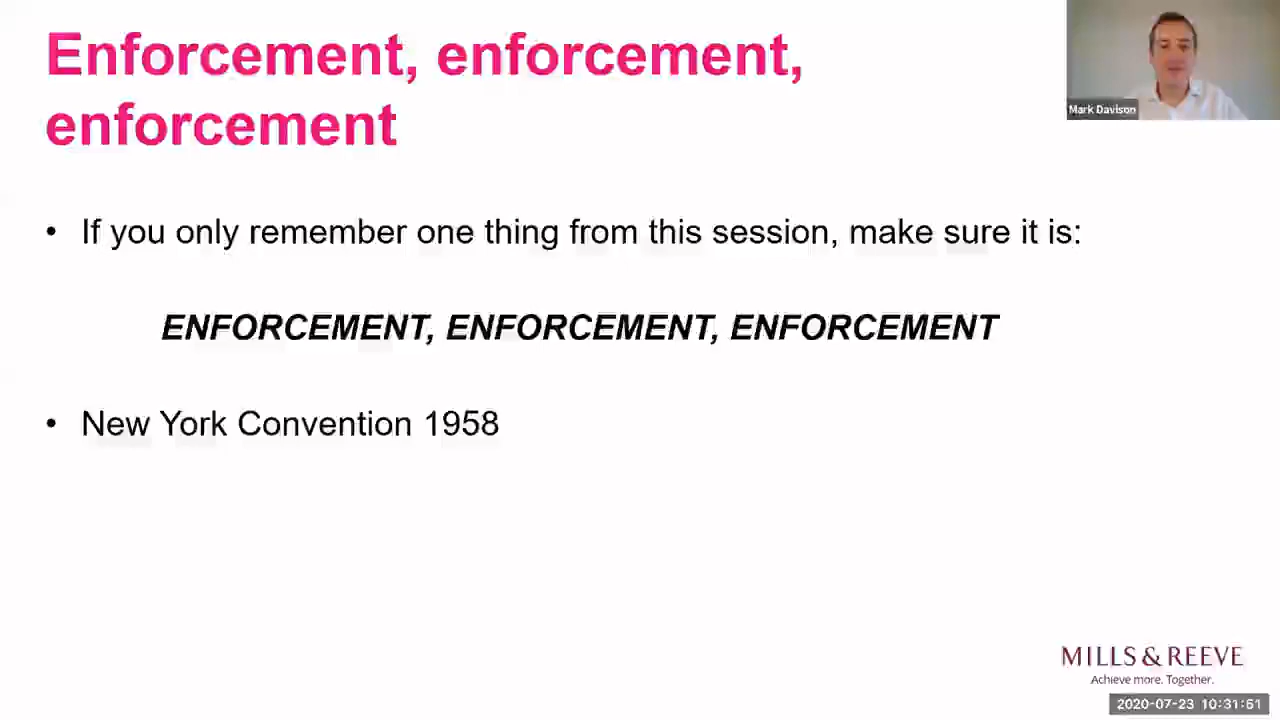 Enforcement, enforcement,
enforcement
Mark Davison
• If you only remember one thing from this session, make sure it is:
ENFORCEMENT, ENFORCEMENT, ENFORCEMENT
• New York Convention 1958
MILLS & REEVE
Achieve more. Together.
2020-07-23 10:31:51